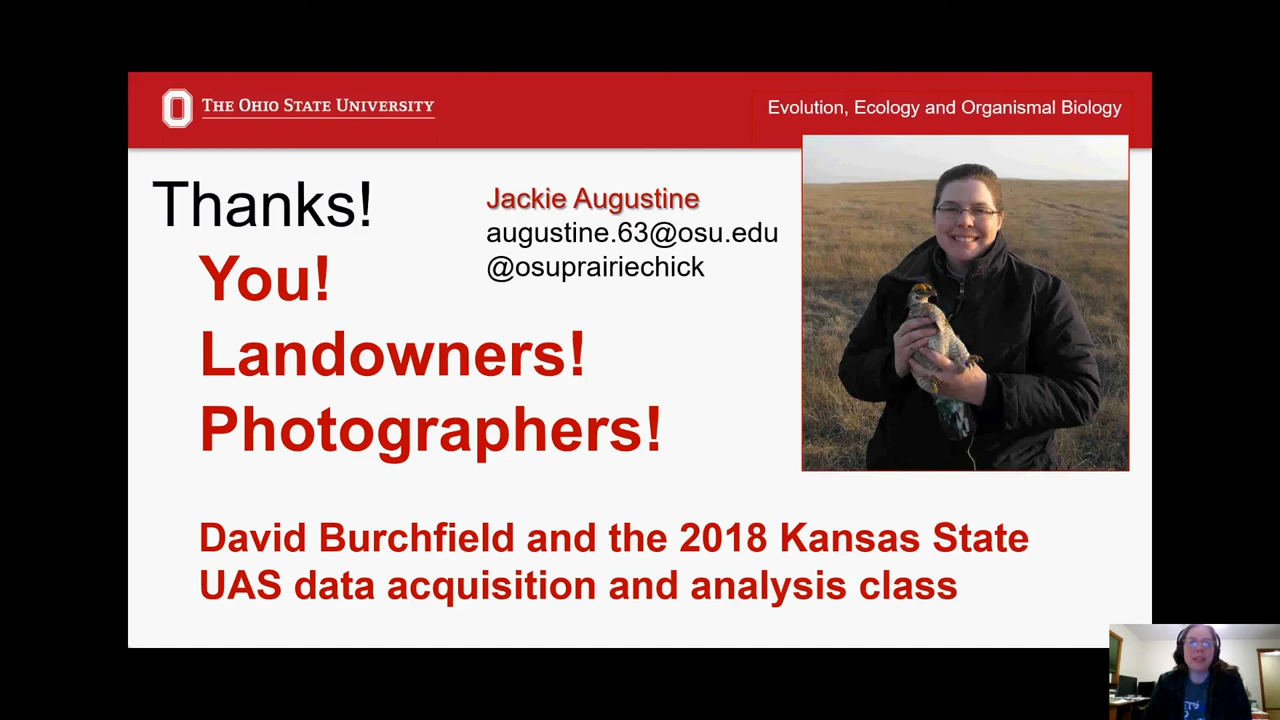 THE OHIO STATE UNIVERSITY
Evolution, Ecology and Organismal Biology
Thanks!
You!
Landowners!
Photographers!
Jackie Augustine
augustine.63@osu.edu
@osuprairiechick
David Burchfield and the 2018 Kansas State
UAS data acquisition and analysis class